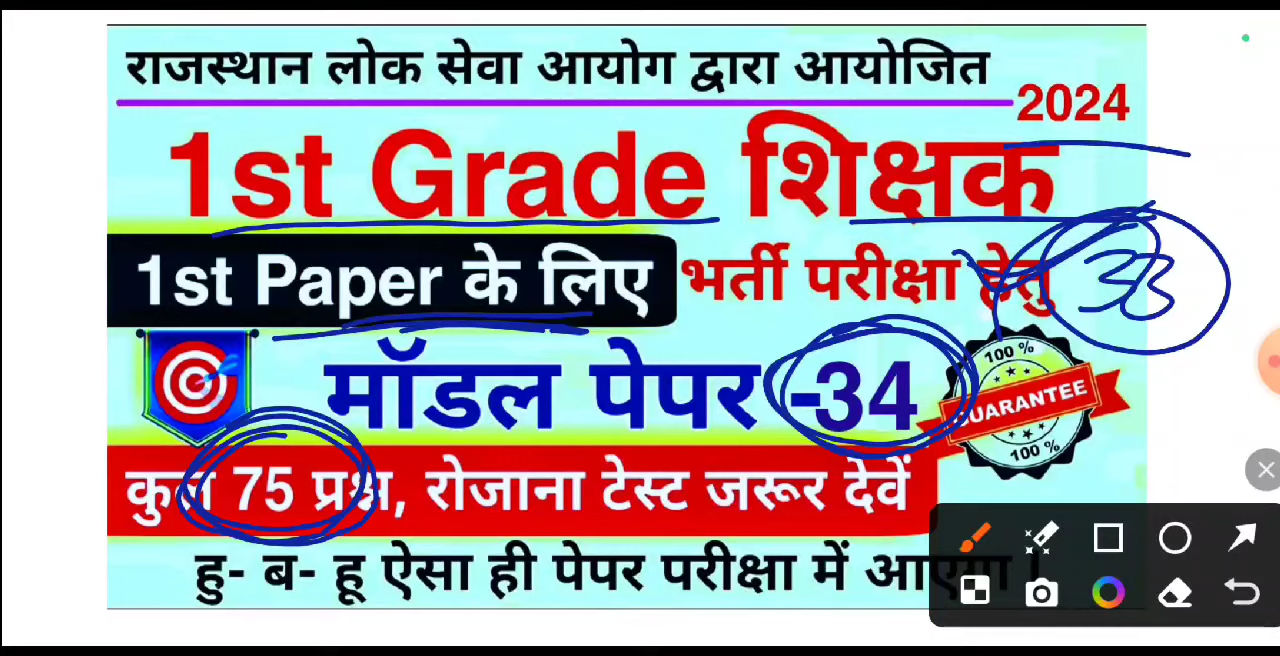 राजस्थान लोक सेवा आयोग द्वारा आयोजित
2024
1st Grade शिक्षक
1st Paper के लिए
भर्ती परीक्षा हेतु
33
मॉडल पेपर -34
100 %
GUARANTEE
100 %
कुल 75 प्रश्न, रोजाना टेस्ट जरूर देवें
हु- ब- हू ऐसा ही पेपर परीक्षा में आएगा ।